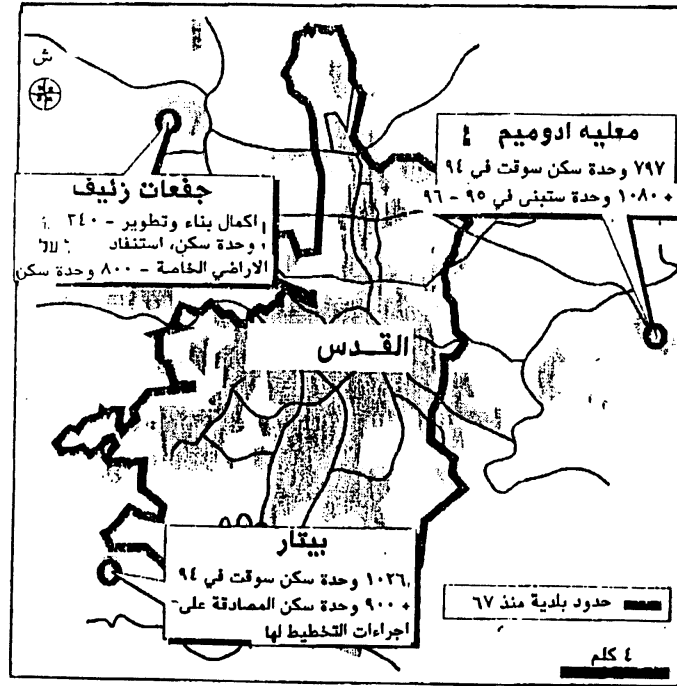 ش
معليه ادوميم
٧٩٧ وحدة سكن سوقت في ٩٤
+ ١٠٨٠ وحدة ستبنى في ٩٥ - ٩٦
جفعات زئيف
اكمال بناء وتطوير - ٢٤٠
وحدة سكن، استنفاد
الاراضي الخاصة - ٨٠٠ وحدة سكن
القدس
بيتار
١٠٢٦ وحدة سكن سوقت في ٩٤
+ ٩٠٠ وحدة سكن المصادقة على-
اجراءات التخطيط لها
حدود بلدية منذ ٦٧
٤ كلم